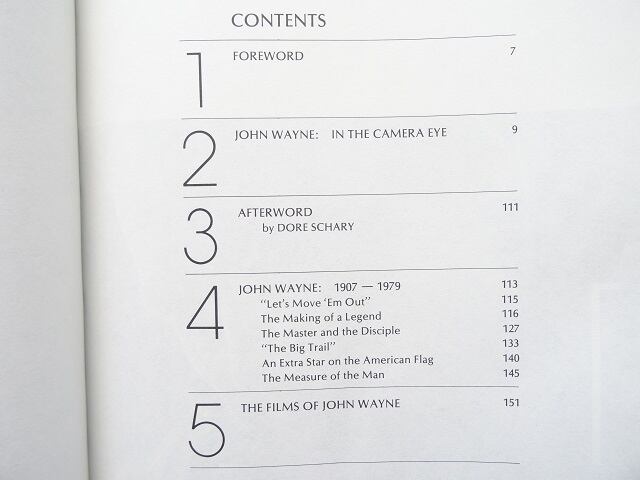 CONTENTS
1 FOREWORD 7
2 JOHN WAYNE: IN THE CAMERA EYE 9
3 AFTERWORD 111
by DORE SCHARY
4 JOHN WAYNE: 1907 — 1979 113
"Let's Move 'Em Out" 115
The Making of a Legend 116
The Master and the Disciple 127
"The Big Trail" 133
An Extra Star on the American Flag 140
The Measure of the Man 145
5 THE FILMS OF JOHN WAYNE 151